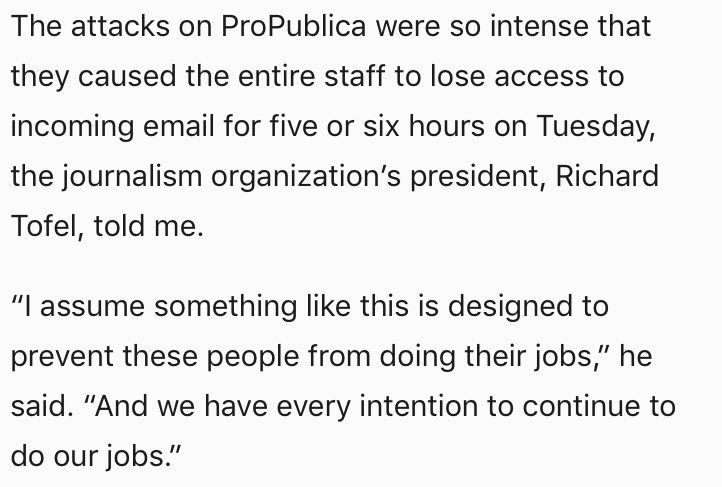 The attacks on ProPublica were so intense that
they caused the entire staff to lose access to
incoming email for five or six hours on Tuesday,
the journalism organization’s president, Richard
Tofel, told me.
“I assume something like this is designed to
prevent these people from doing their jobs,” he
said. “And we have every intention to continue to
do our jobs.”